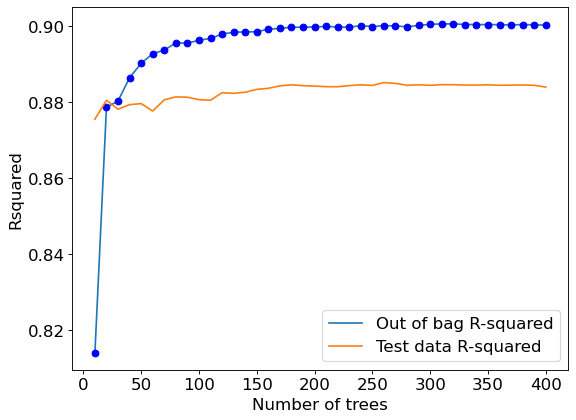 0.90
0.88
0.86
0.84
0.82
Rsquared
0 50 100 150 200 250 300 350 400
Number of trees
Out of bag R-squared
Test data R-squared